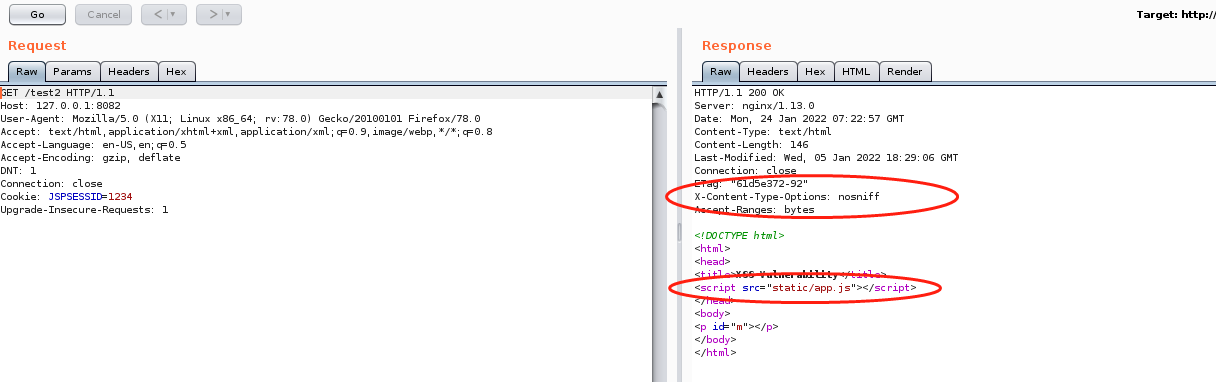 Go Cancel < >
Target: http://
Request
Raw Params Headers Hex
GET /test2 HTTP/1.1
Host: 127.0.0.1:8082
User-Agent: Mozilla/5.0 (X11; Linux x86_64; rv:78.0) Gecko/20100101 Firefox/78.0
Accept: text/html,application/xhtml+xml,application/xml;q=0.9,image/webp,*/*;q=0.8
Accept-Language: en-US,en;q=0.5
Accept-Encoding: gzip, deflate
DNT: 1
Connection: close
Cookie: JSPSESSID=1234
Upgrade-Insecure-Requests: 1
Response
Raw Headers Hex HTML Render
HTTP/1.1 200 OK
Server: nginx/1.13.0
Date: Mon, 24 Jan 2022 07:22:57 GMT
Content-Type: text/html
Content-Length: 146
Last-Modified: Wed, 05 Jan 2022 18:29:06 GMT
Connection: close
ETag: "61d5e372-92"
X-Content-Type-Options: nosniff
Accept-Ranges: bytes
<!DOCTYPE html>
<html>
<head>
<title>XSS Vulnerability</title>
<script src="static/app.js"></script>
</head>
<body>
<p id="m"></p>
</body>
</html>